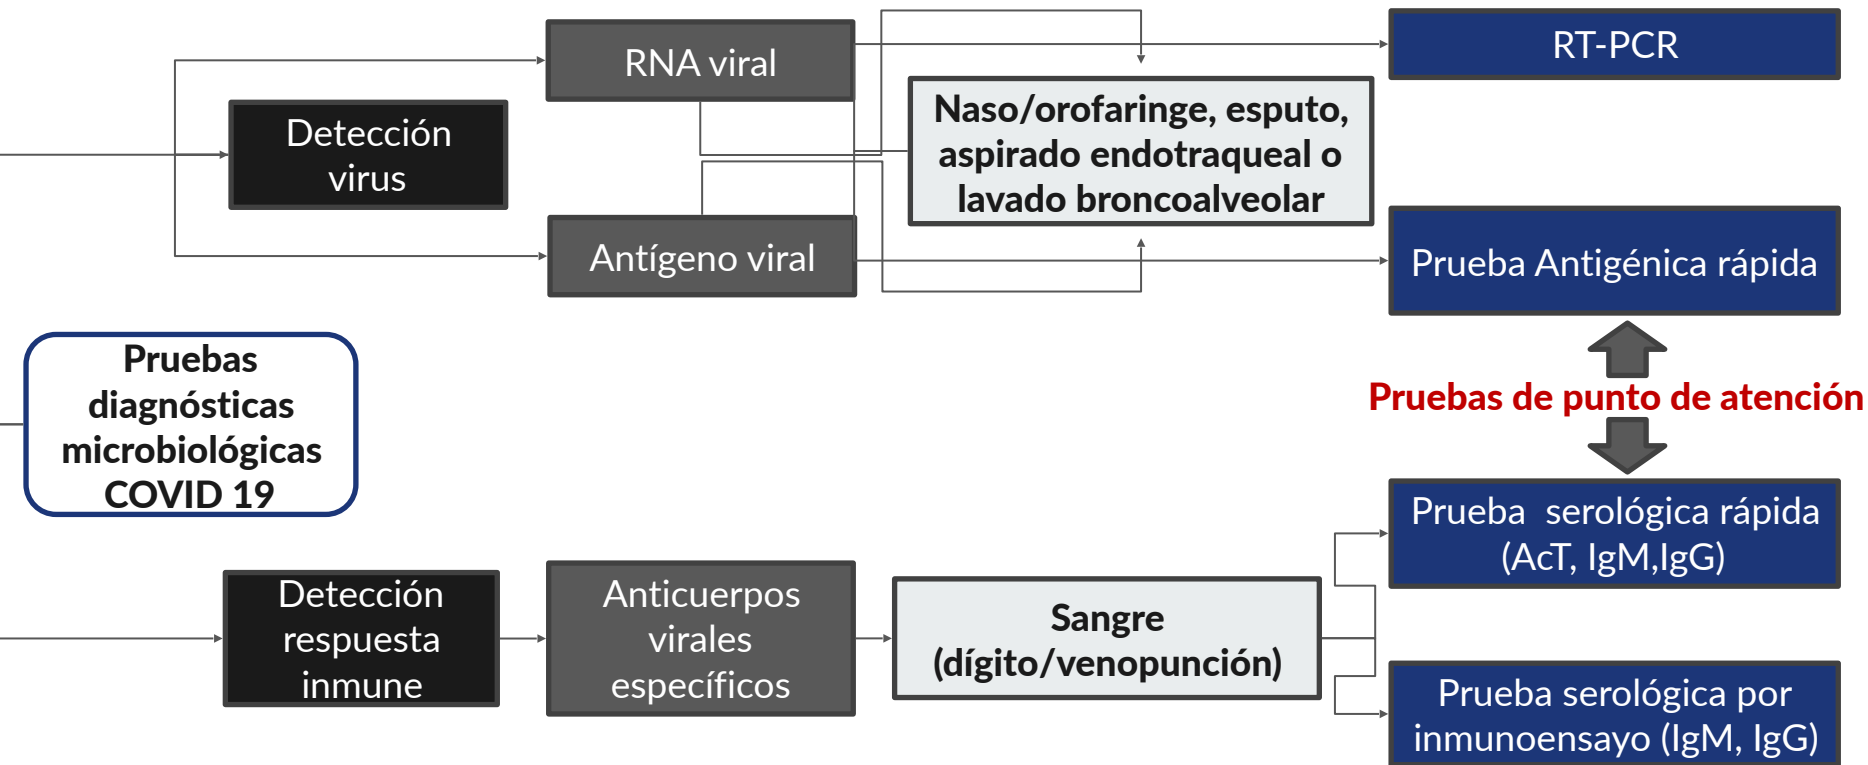 RNA viral
RT-PCR
Detección
virus
Naso/orofaringe, esputo,
aspirado endotraqueal o
lavado broncoalveolar
Antígeno viral
Prueba Antigénica rápida
Pruebas
diagnósticas
microbiológicas
COVID 19
Pruebas de punto de atención
Detección
respuesta
inmune
Anticuerpos
virales
específicos
Sangre
(dígito/venopunción)
Prueba  serológica rápida
(AcT, IgM,IgG)
Prueba serológica por
inmunoensayo (IgM, IgG)